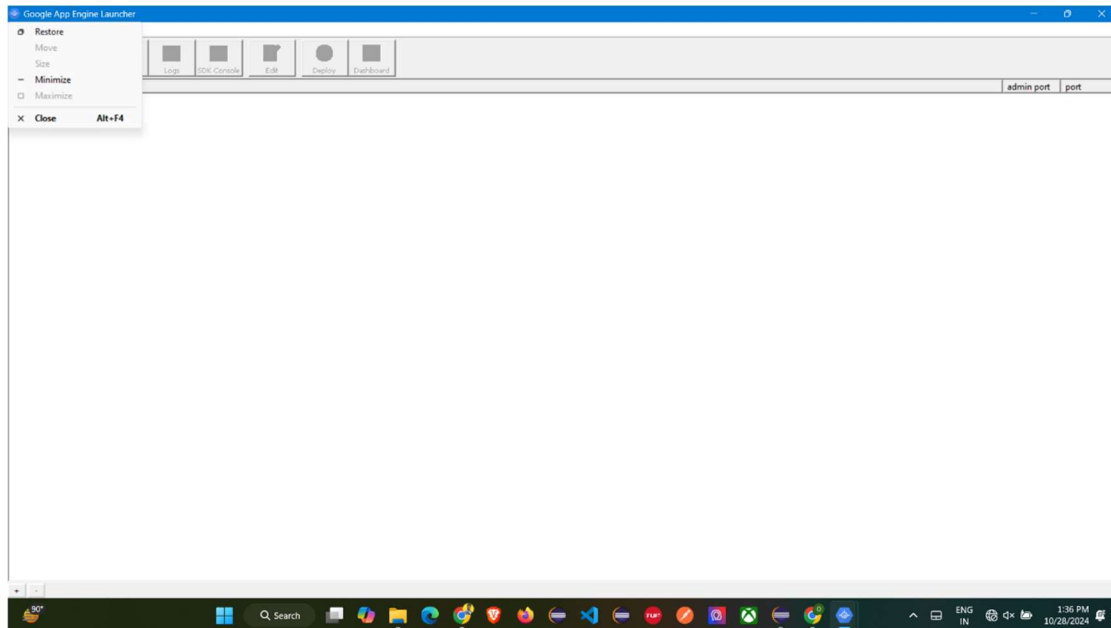 Google App Engine Launcher
Restore
Move
Size
Minimize
Maximize
Close Alt+F4
Logs SDK Console Edit Deploy Dashboard
admin port port
+ -
90°
Search
ENG
IN
1:36 PM
10/28/2024